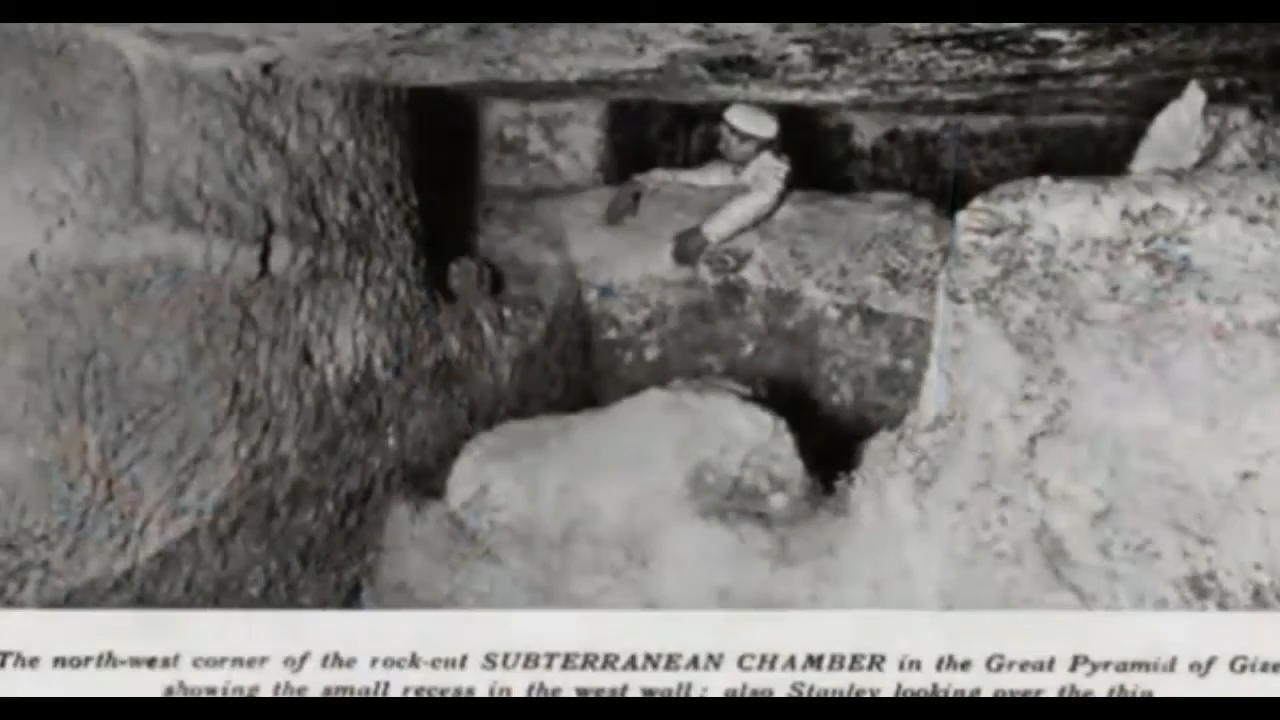 The north-west corner of the rock-cut SUBTERRANEAN CHAMBER in the Great Pyramid of Gize
showing the small recess in the west wall; also Stanley looking over the thin